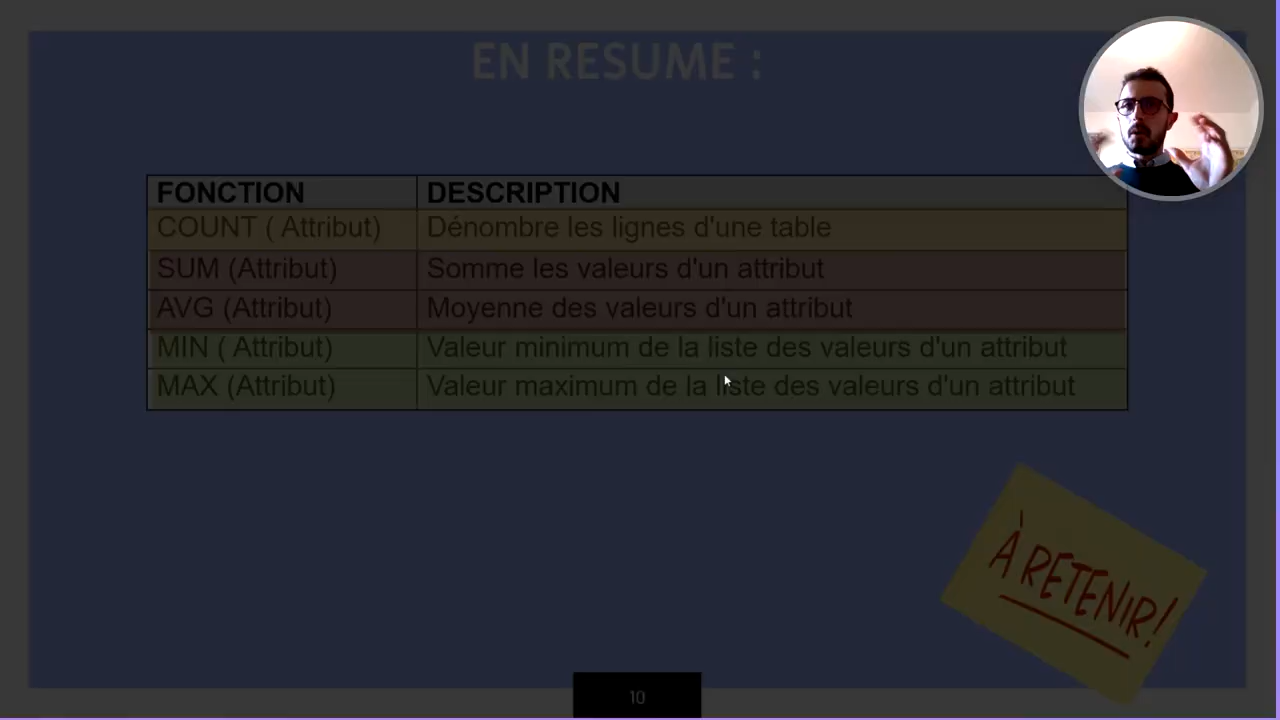 EN RESUME :
FONCTION DESCRIPTION
COUNT ( Attribut) Dénombre les lignes d'une table
SUM (Attribut) Somme les valeurs d'un attribut
AVG (Attribut) Moyenne des valeurs d'un attribut
MIN ( Attribut) Valeur minimum de la liste des valeurs d'un attribut
MAX (Attribut) Valeur maximum de la liste des valeurs d'un attribut
À RETENIR!
10